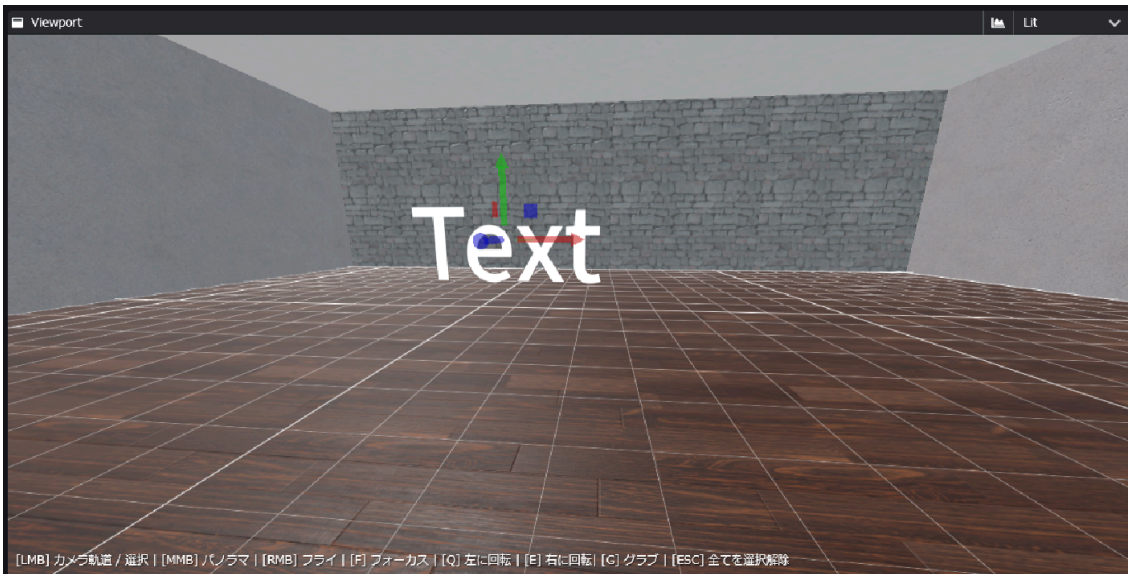 Viewport
Lit
Text
[LMB] カメラ軌道 / 選択 | [MMB] パノラマ | [RMB] フライ | [F] フォーカス | [Q] 左に回転 | [E] 右に回転| [G] グラブ | [ESC] 全てを選択解除